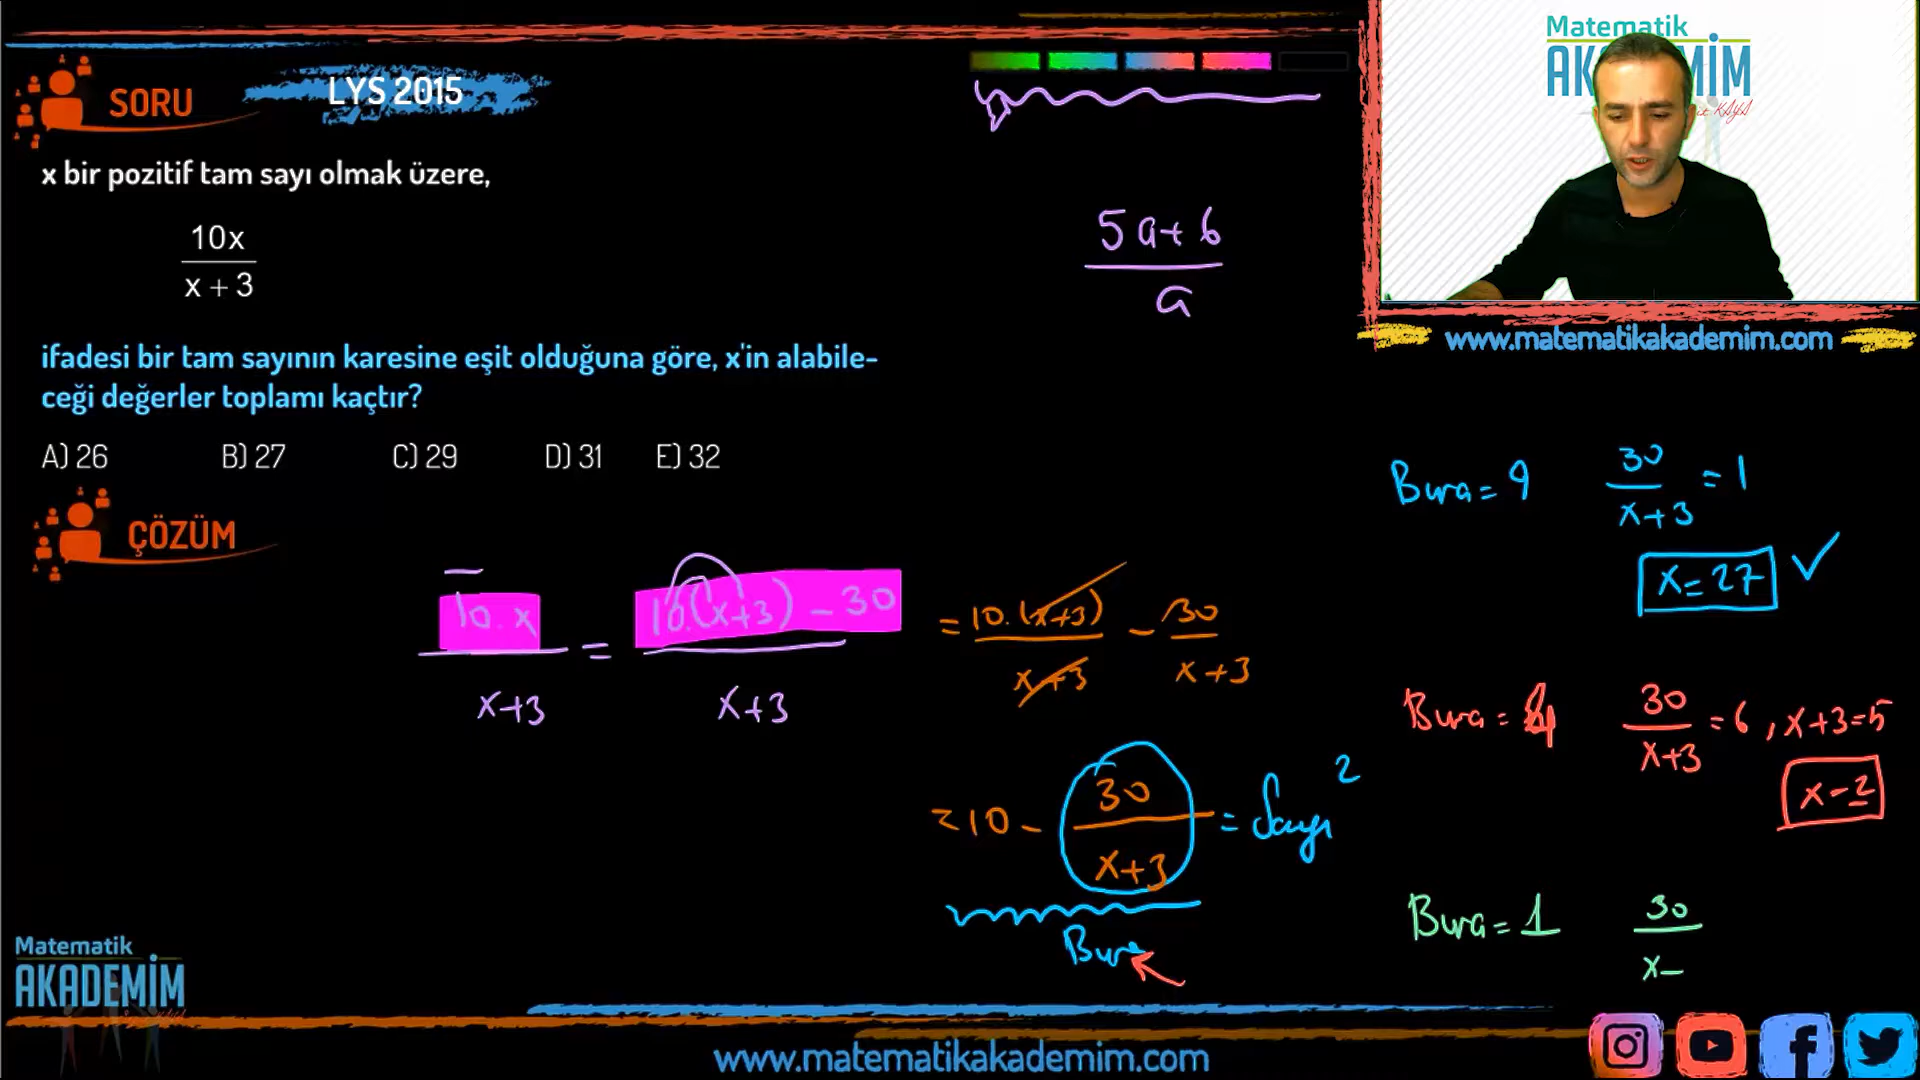 SORU
LYS 2015
x bir pozitif tam sayı olmak üzere,
10x
x + 3
ifadesi bir tam sayının karesine eşit olduğuna göre, x'in alabile-
ceği değerler toplamı kaçtır?
A) 26 B) 27 C) 29 D) 31 E) 32
ÇÖZÜM
5a+6
a
10.x
x+3
=
10.(x+3) - 30
x+3
= 10.(x+3) - 30
x+3 x+3
= 10 - 30 = Sayı 2
x+3
Bura
Bura = 9 30 = 1
x+3
x = 27 ✓
Bura = 4 30 = 6, x+3=5
x+3
x=2
Bura = 1 30
x-
Matematik
AKADEMİM
www.matematikakademim.com
Matematik
AKADEMİM
www.matematikakademim.com